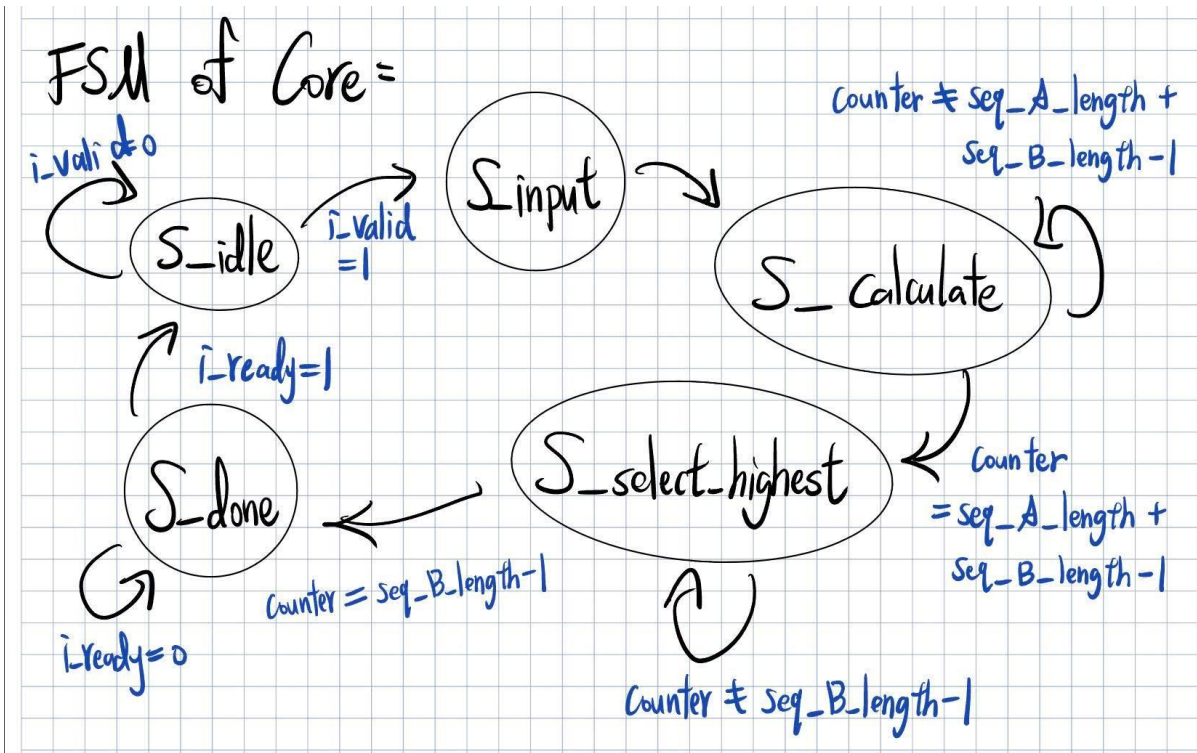 FSM of Core =
Counter ≠ seq_A_length +
seq_B_length-1
S_input
i_valid=0
i_valid
=1
S_idle
S_calculate
i_ready=1
S_select_highest
Counter
= seq_A_length +
seq_B_length-1
S_done
Counter = seq_B_length-1
i_ready=0
Counter ≠ seq_B_length-1